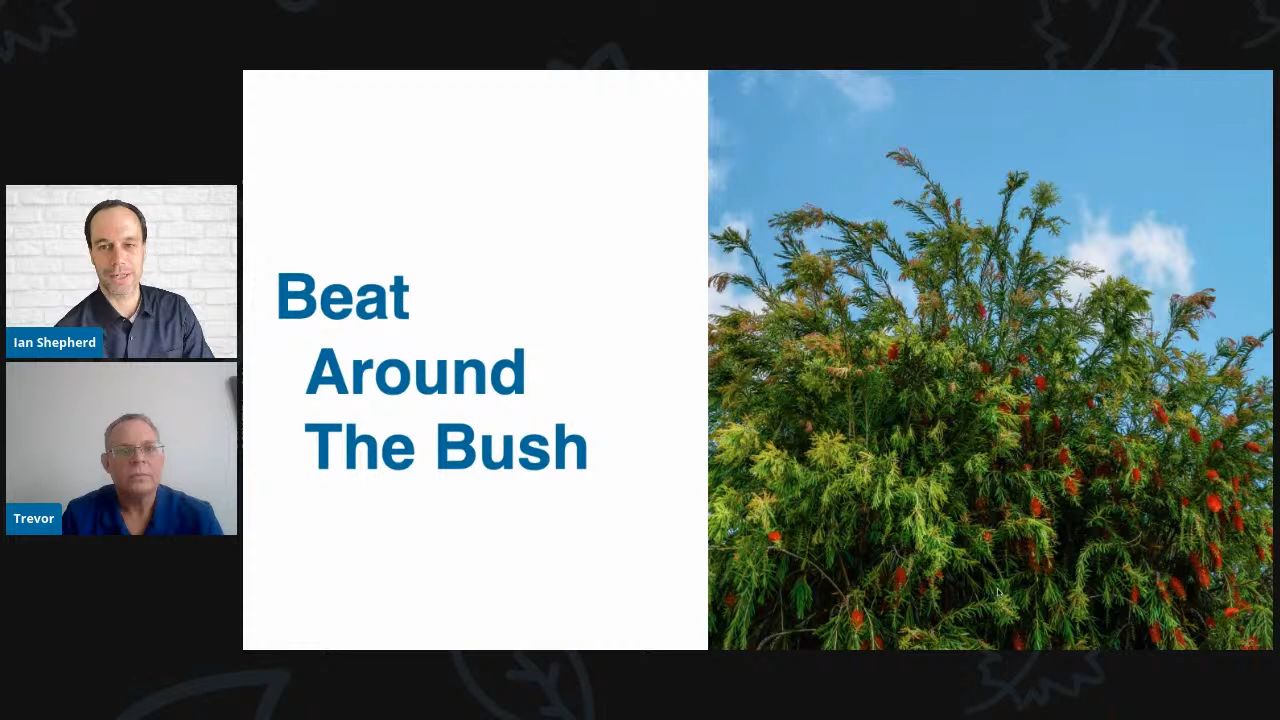 Ian Shepherd
Trevor
Beat
Around
The Bush